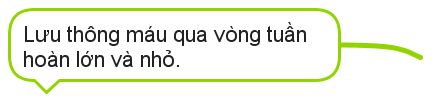 Lưu thông máu qua vòng tuần
hoàn lớn và nhỏ.